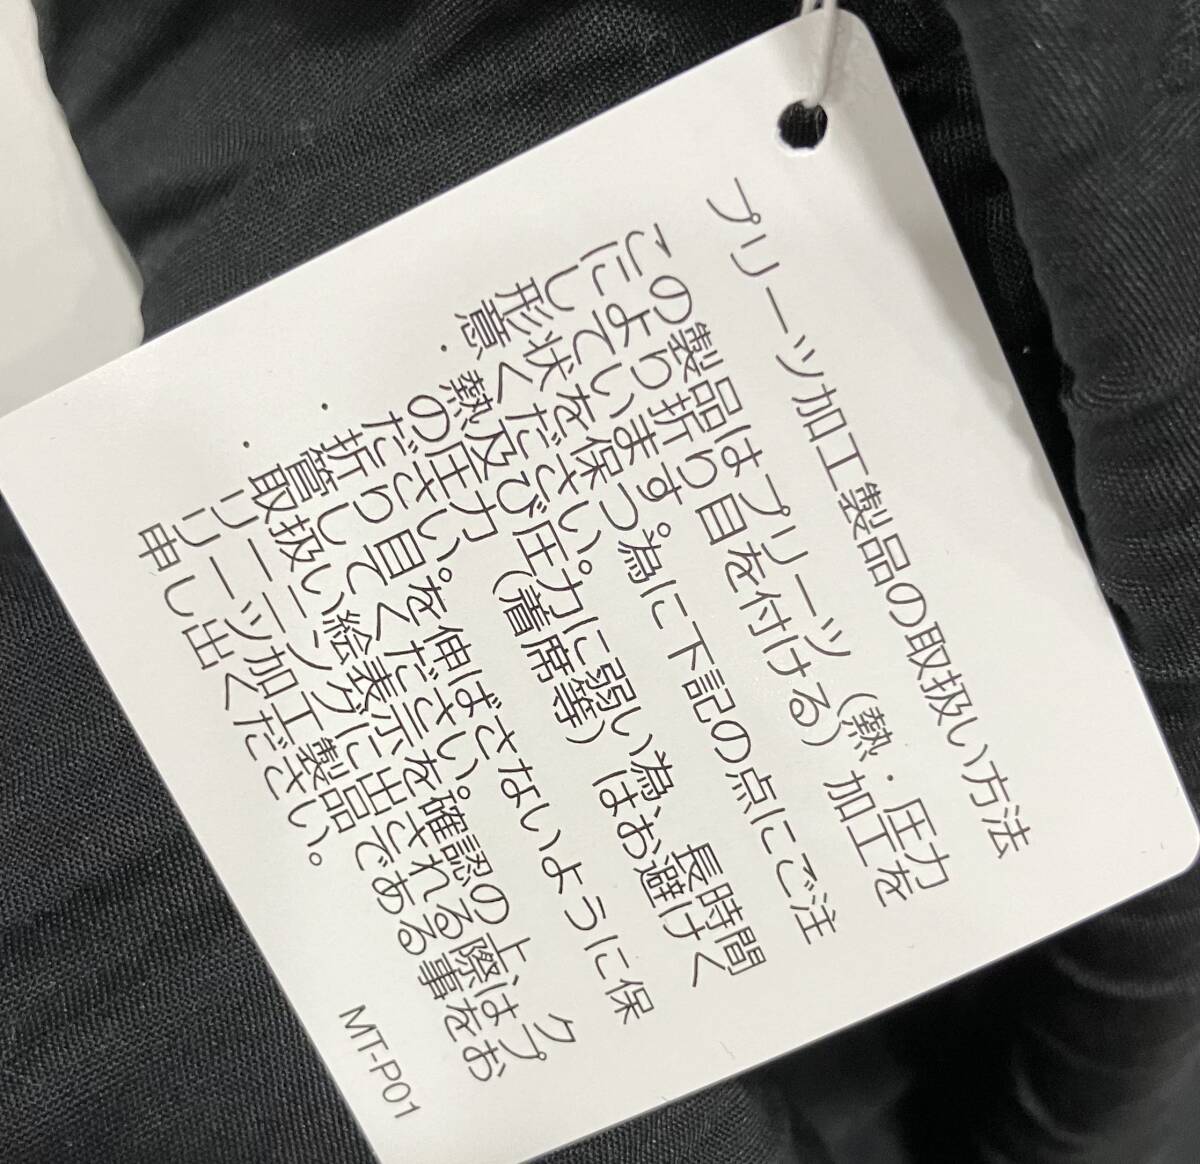 プリーツ加工製品の取扱い方法
この製品はプリーツ（熱・圧力
により折り目を付ける）加工を
しています。
形状を保つ為に下記の点にご注
意ください。
・熱及び圧力に弱い為、長時間
の圧力（着席等）はお避けく
ださい。
・折り目を伸ばさないように保
管してください。
・取扱い絵表示を確認の上、ク
リーニングに出される際はプ
リーツ加工製品である事をお
申し出ください。
MT-P01